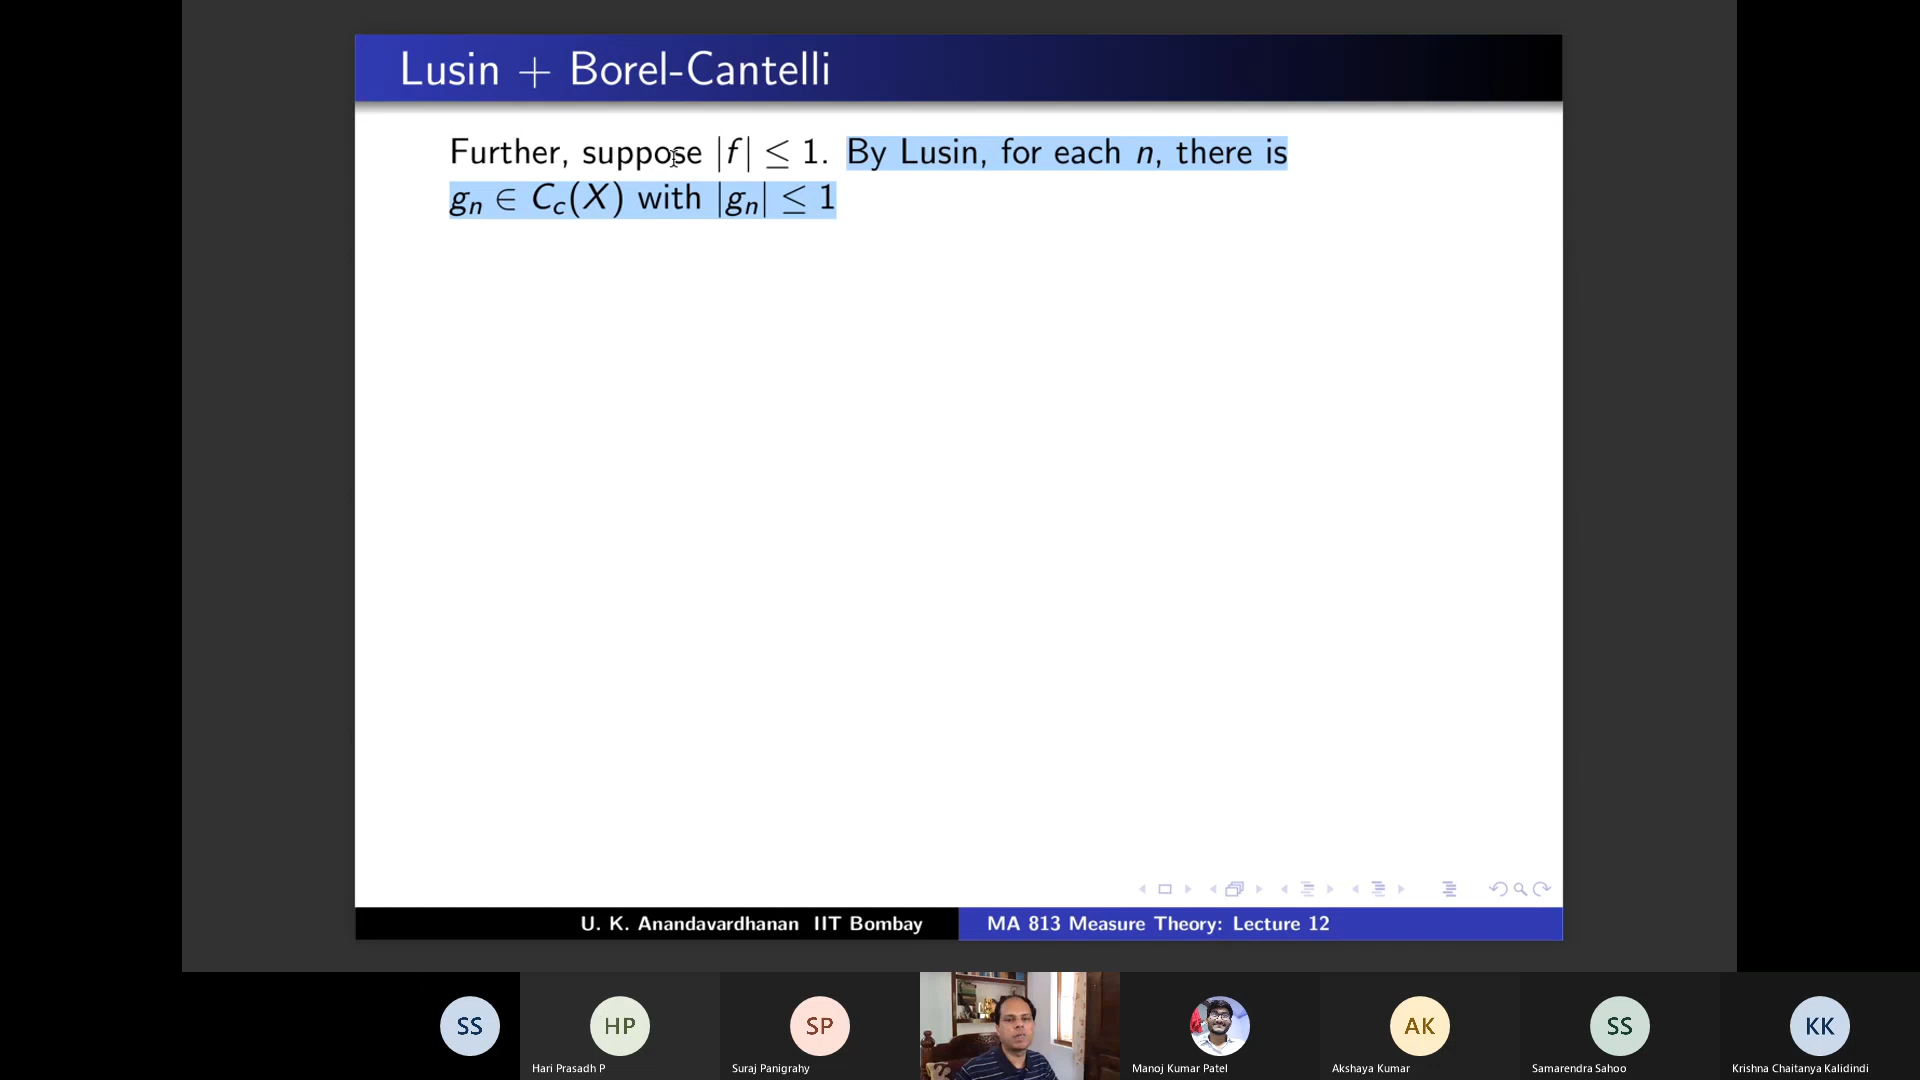 Lusin + Borel-Cantelli
Further, suppose |f| ≤ 1. By Lusin, for each n, there is
gₙ ∈ C_c(X) with |gₙ| ≤ 1
U. K. Anandavardhanan IIT Bombay
MA 813 Measure Theory: Lecture 12
SS
HP
SP
AK
SS
KK
Hari Prasadh P
Suraj Panigrahy
Manoj Kumar Patel
Akshaya Kumar
Samarendra Sahoo
Krishna Chaitanya Kalidindi